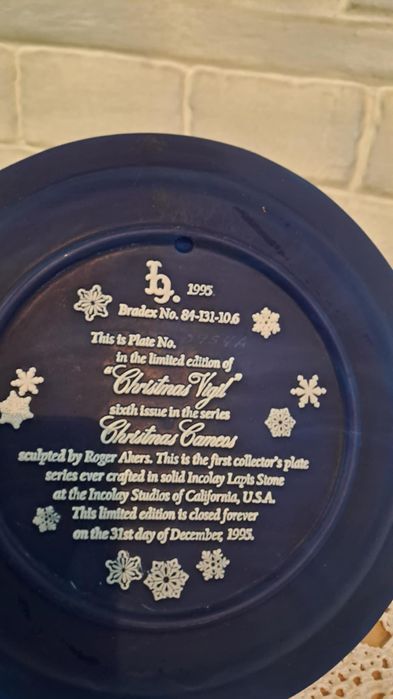 1995
Bradex No. 84-131-10.6
This is Plate No.
in the limited edition of
"Christmas Vigil"
sixth issue in the series
Christmas Cameos
sculpted by Roger Akers. This is the first collector's plate
series ever crafted in solid Incolay Lapis Stone
at the Incolay Studios of California, U.S.A.
This limited edition is closed forever
on the 31st day of December, 1995.